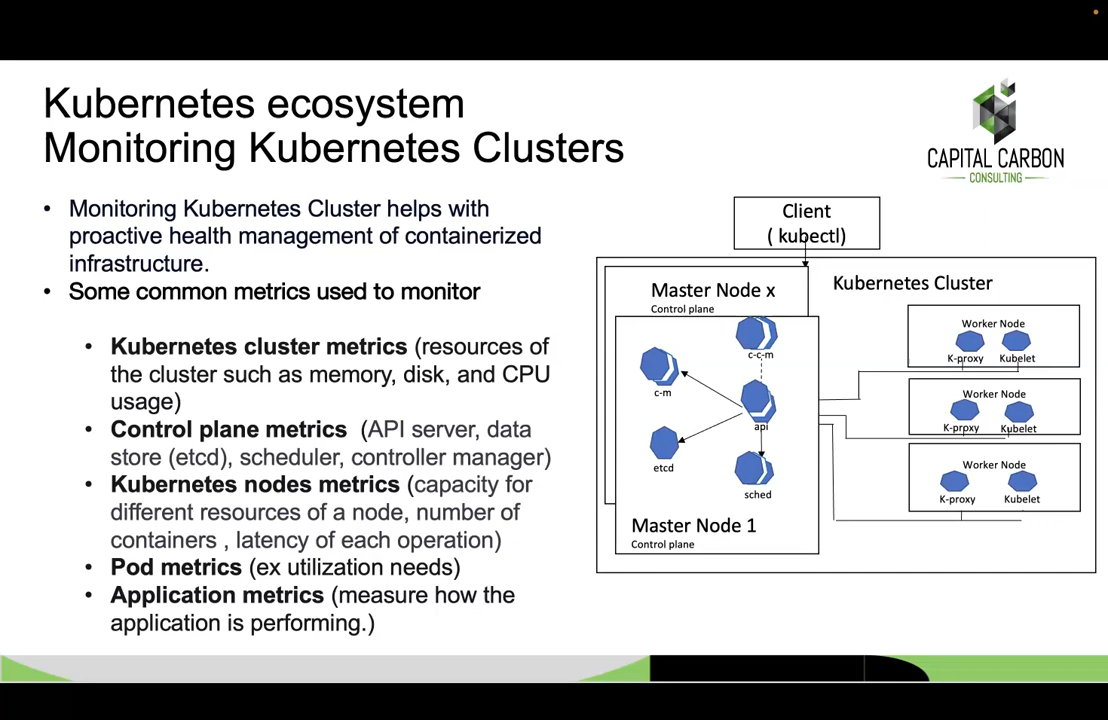 Kubernetes ecosystem
Monitoring Kubernetes Clusters
CAPITAL CARBON
CONSULTING
• Monitoring Kubernetes Cluster helps with
proactive health management of containerized
infrastructure.
• Some common metrics used to monitor
• Kubernetes cluster metrics (resources of
the cluster such as memory, disk, and CPU
usage)
• Control plane metrics (API server, data
store (etcd), scheduler, controller manager)
• Kubernetes nodes metrics (capacity for
different resources of a node, number of
containers , latency of each operation)
• Pod metrics (ex utilization needs)
• Application metrics (measure how the
application is performing.)
Client
( kubectl)
Kubernetes Cluster
Master Node x
Control plane
c-c-m
c-m
api
etcd
sched
Master Node 1
Control plane
Worker Node
K-proxy Kubelet
Worker Node
K-prpxy Kubelet
Worker Node
K-proxy Kubelet